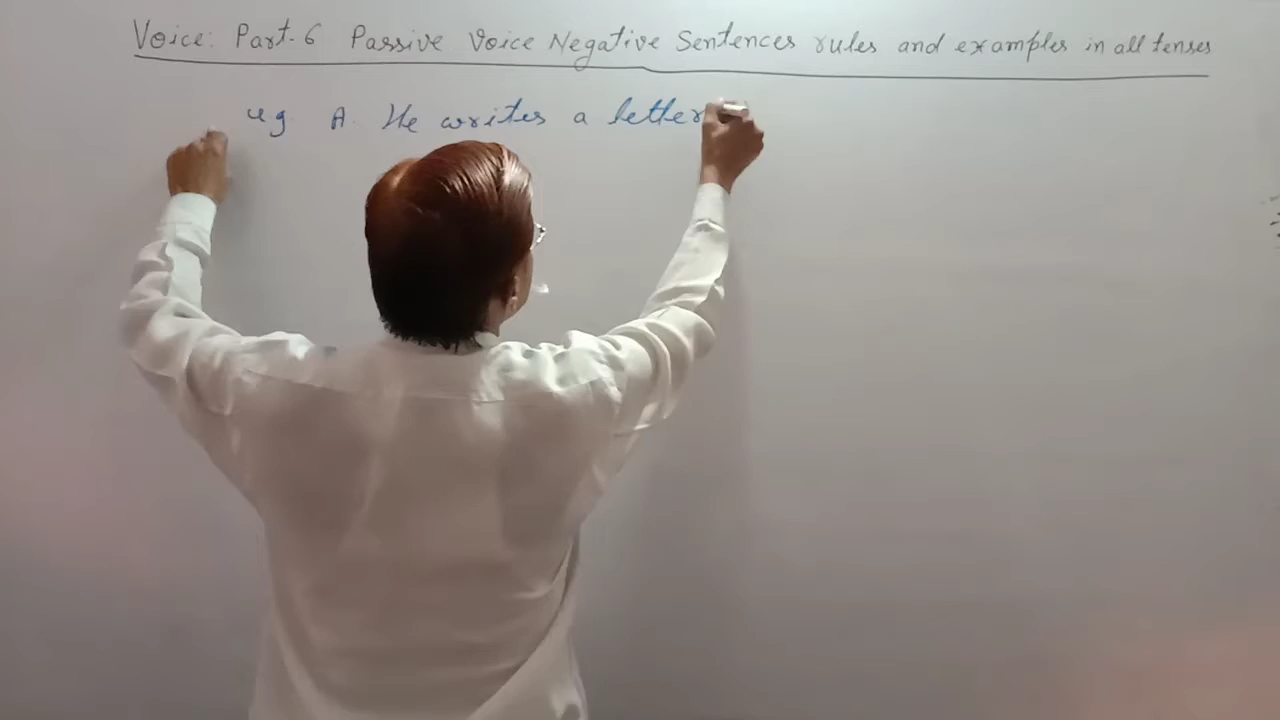 Voice: Part-6 Passive Voice Negative Sentences rules and examples in all tenses
eg A. He writes a letter